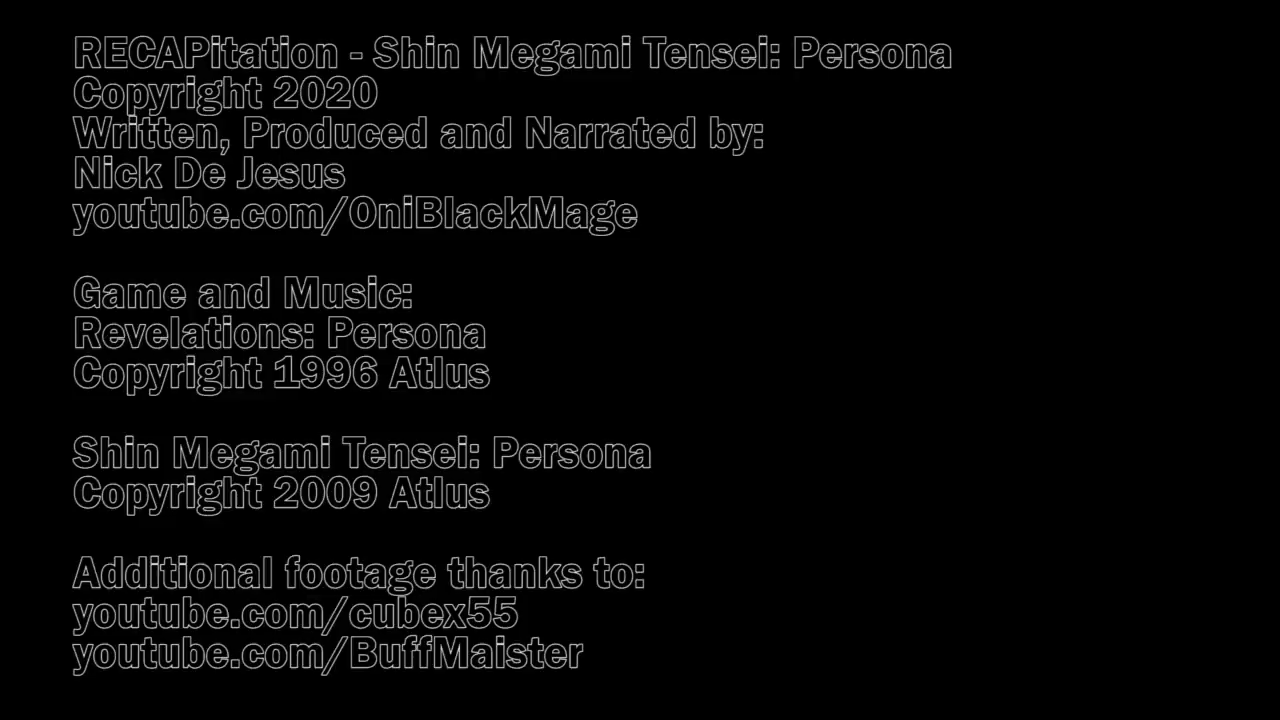 RECAPitation - Shin Megami Tensei: Persona
Copyright 2020
Written, Produced and Narrated by:
Nick De Jesus
youtube.com/OniBlackMage
Game and Music:
Revelations: Persona
Copyright 1996 Atlus
Shin Megami Tensei: Persona
Copyright 2009 Atlus
Additional footage thanks to:
youtube.com/cubex55
youtube.com/BuffMaister